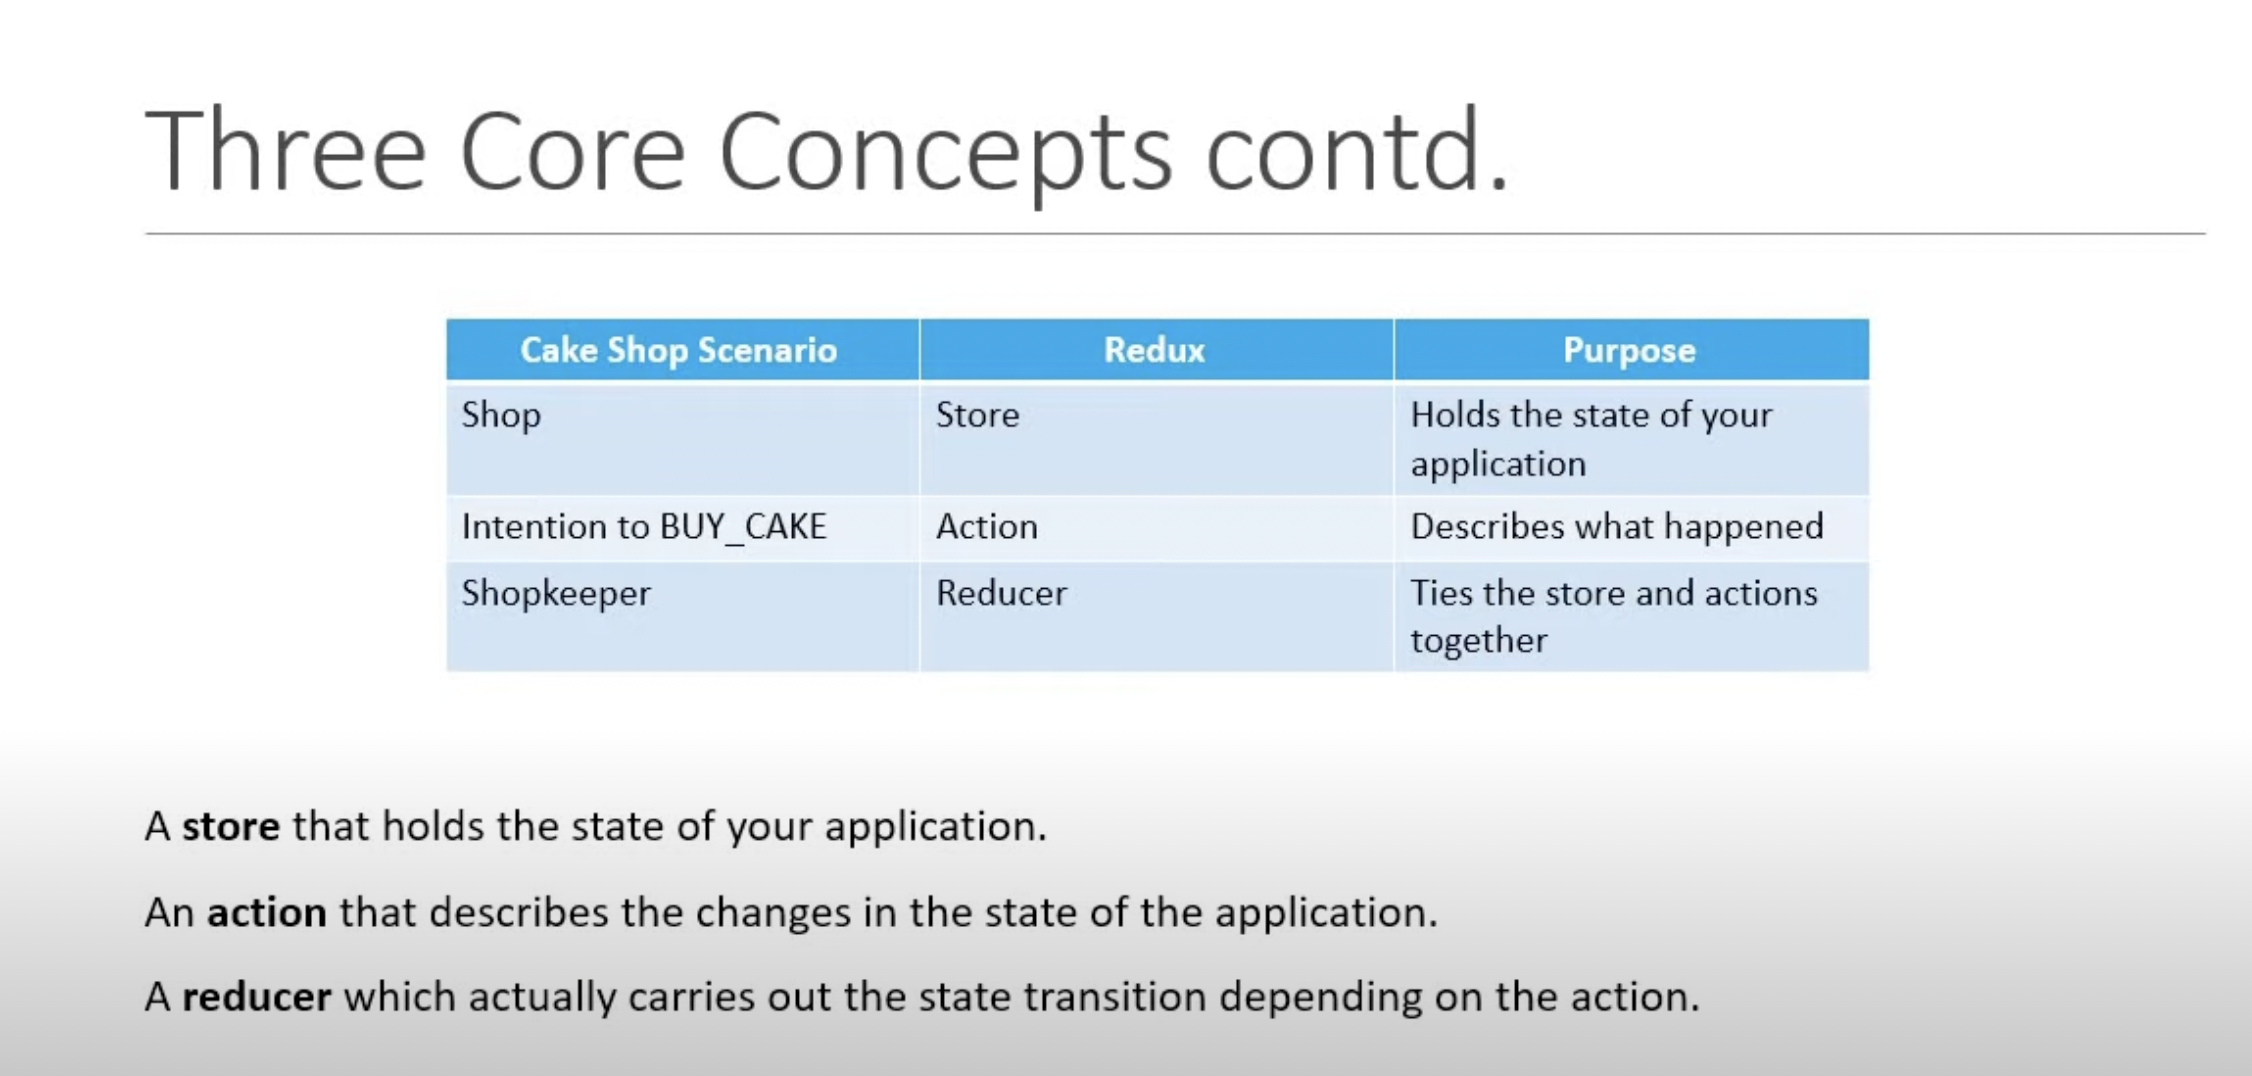 Three Core Concepts contd.
Cake Shop Scenario Redux Purpose
Shop Store Holds the state of your
application
Intention to BUY_CAKE Action Describes what happened
Shopkeeper Reducer Ties the store and actions
together
A store that holds the state of your application.
An action that describes the changes in the state of the application.
A reducer which actually carries out the state transition depending on the action.